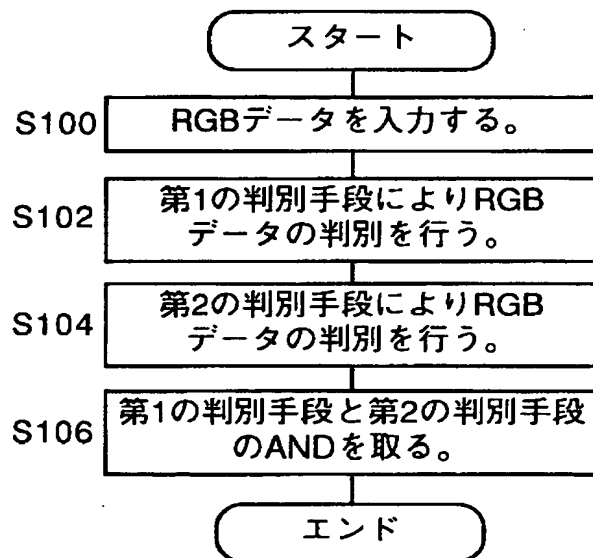 スタート
S100
RGBデータを入力する。
S102
第1の判別手段によりRGB
データの判別を行う。
S104
第2の判別手段によりRGB
データの判別を行う。
S106
第1の判別手段と第2の判別手段
のANDを取る。
エンド